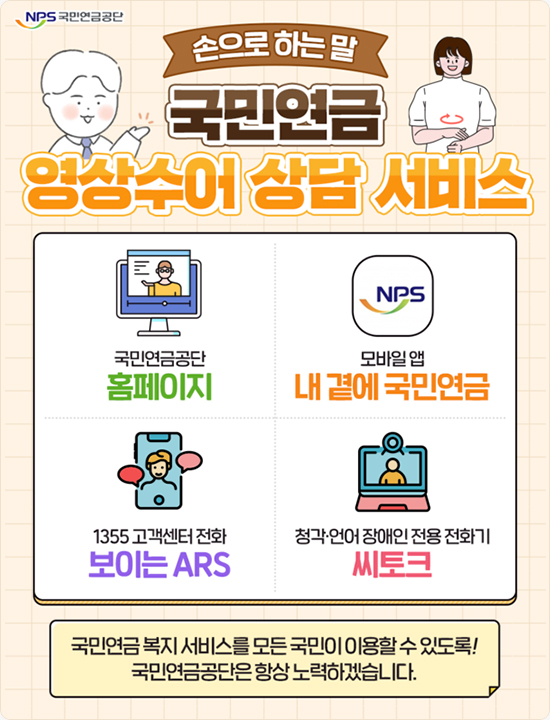 NPS 국민연금공단
손으로 하는 말
국민연금
영상수어 상담 서비스
국민연금공단
홈페이지
NPS
모바일 앱
내 곁에 국민연금
1355 고객센터 전화
보이는 ARS
청각·언어 장애인 전용 전화기
씨토크
국민연금 복지 서비스를 모든 국민이 이용할 수 있도록!
국민연금공단은 항상 노력하겠습니다.